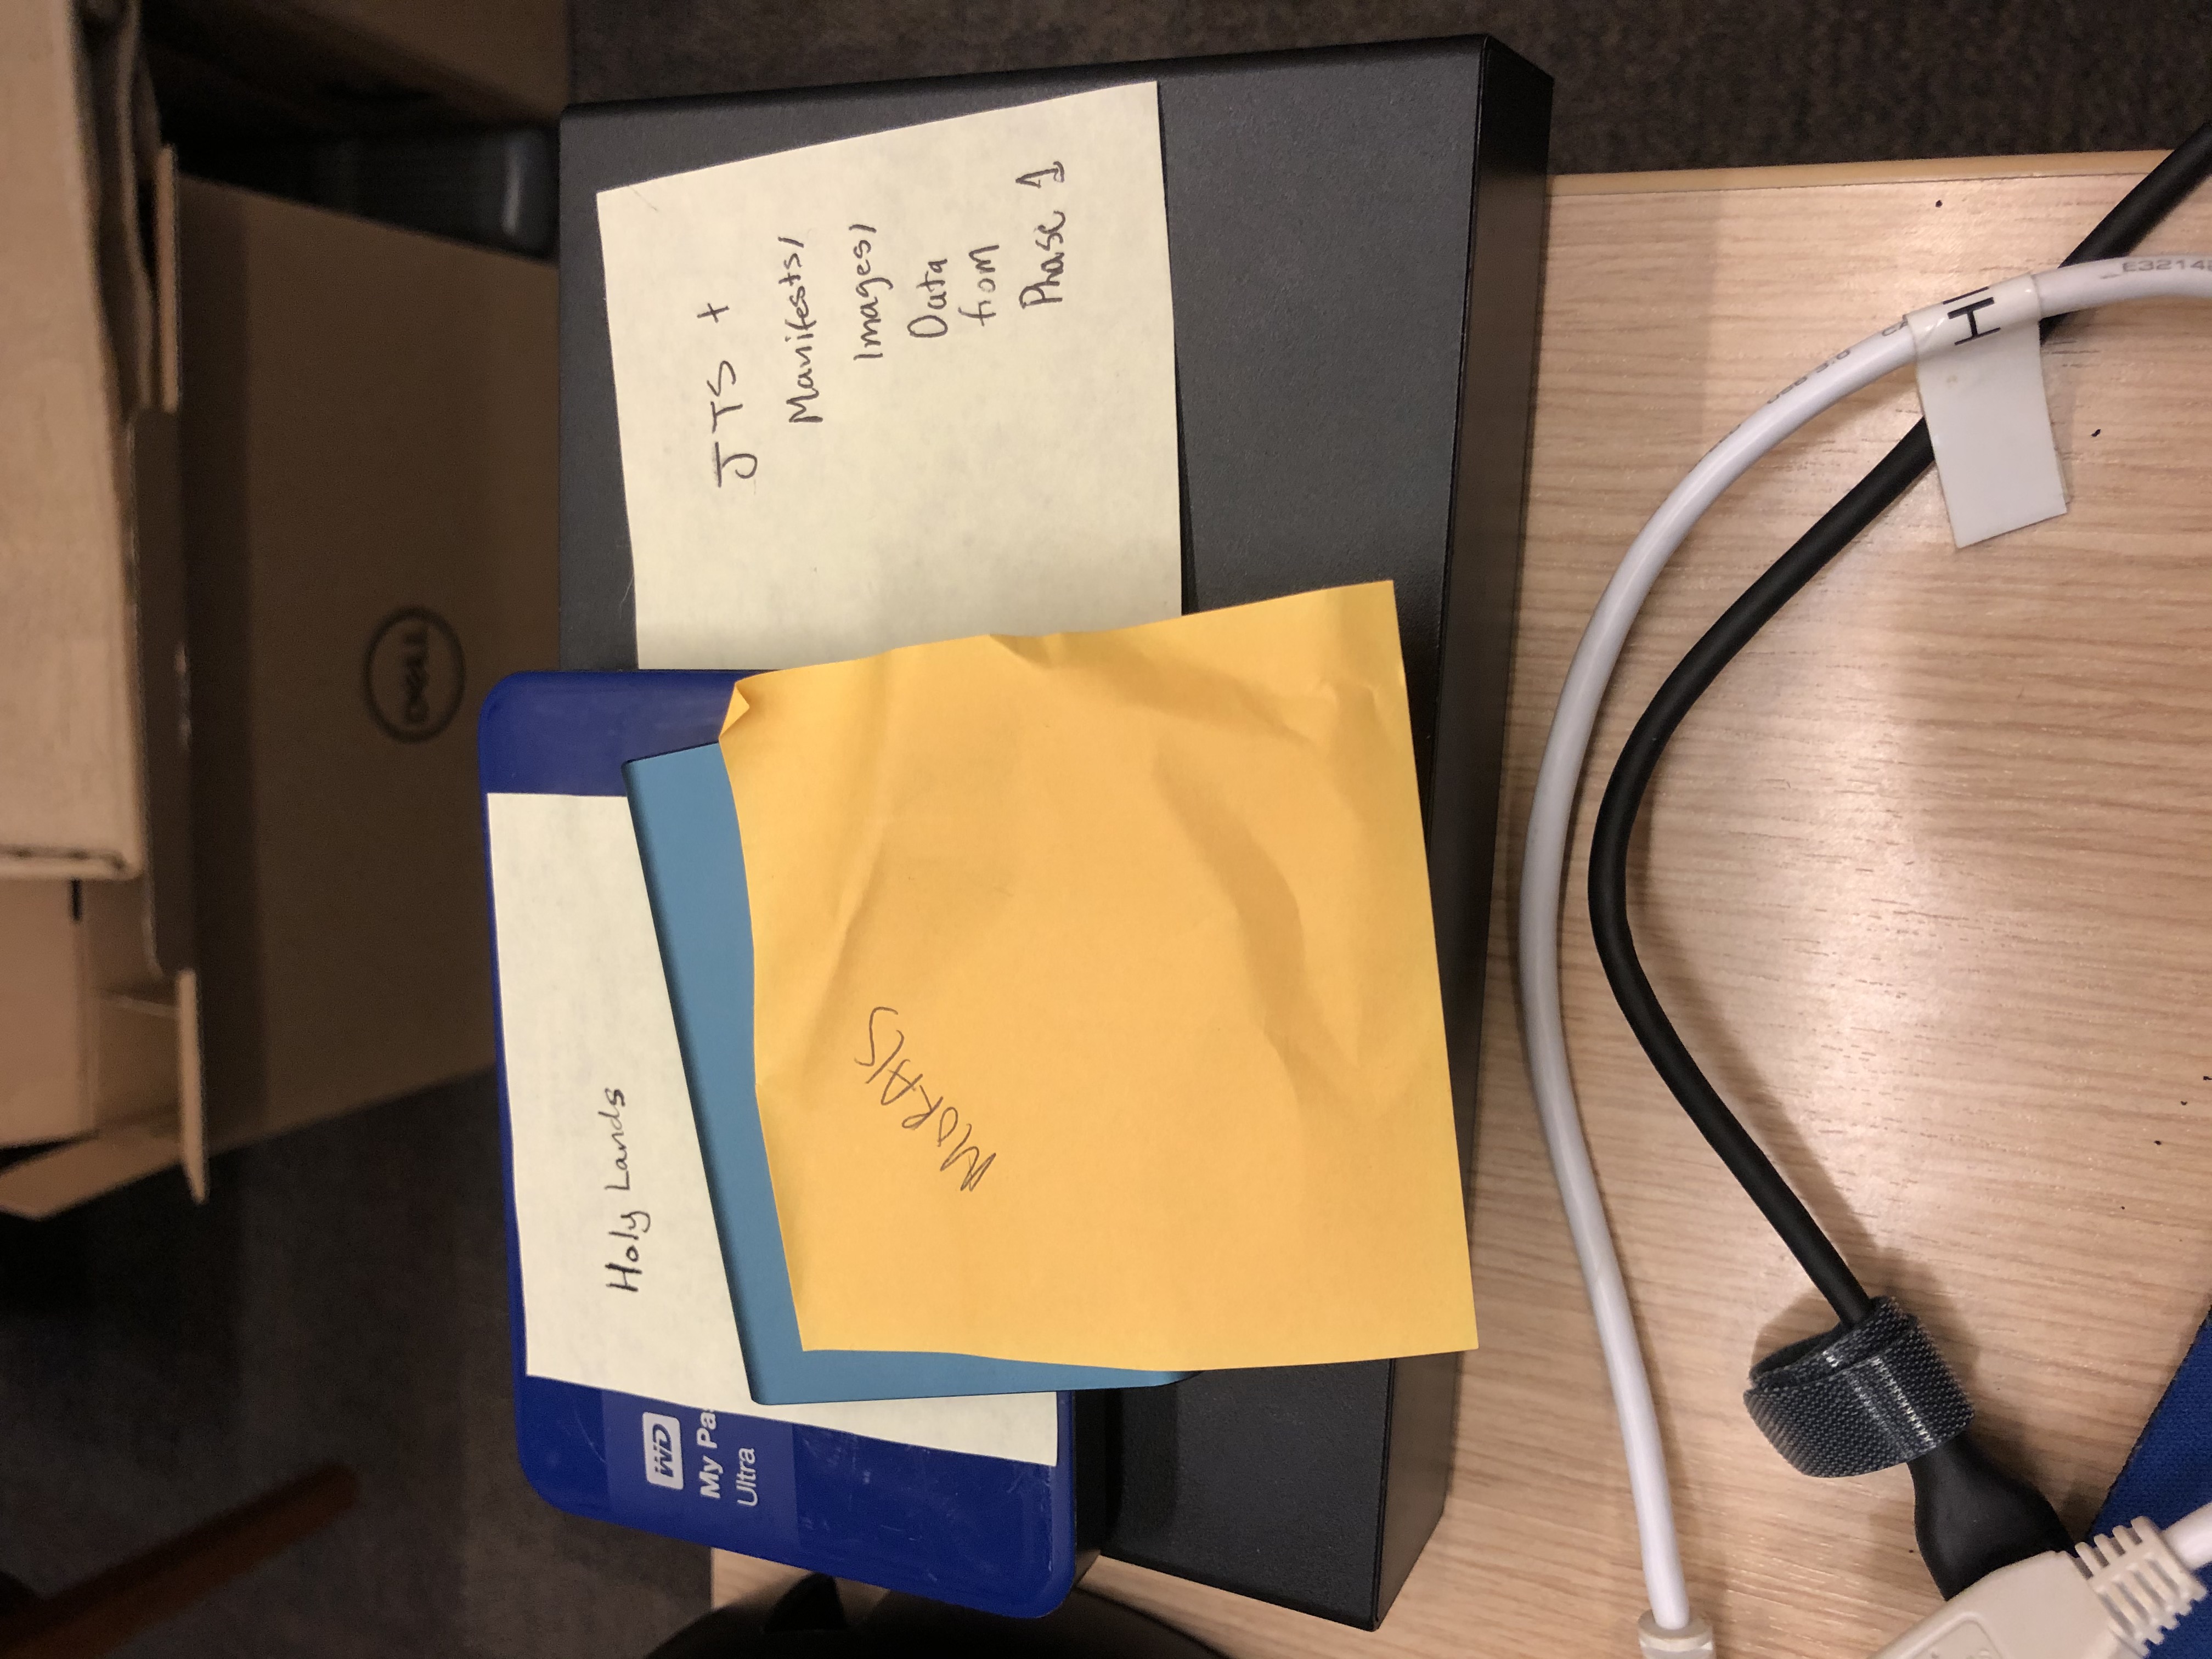 DELL
Holy Lands
WD
My Pa
Ultra
JTS +
Manifests/
Images/
Data
from
Phase 1
MORAIS
H